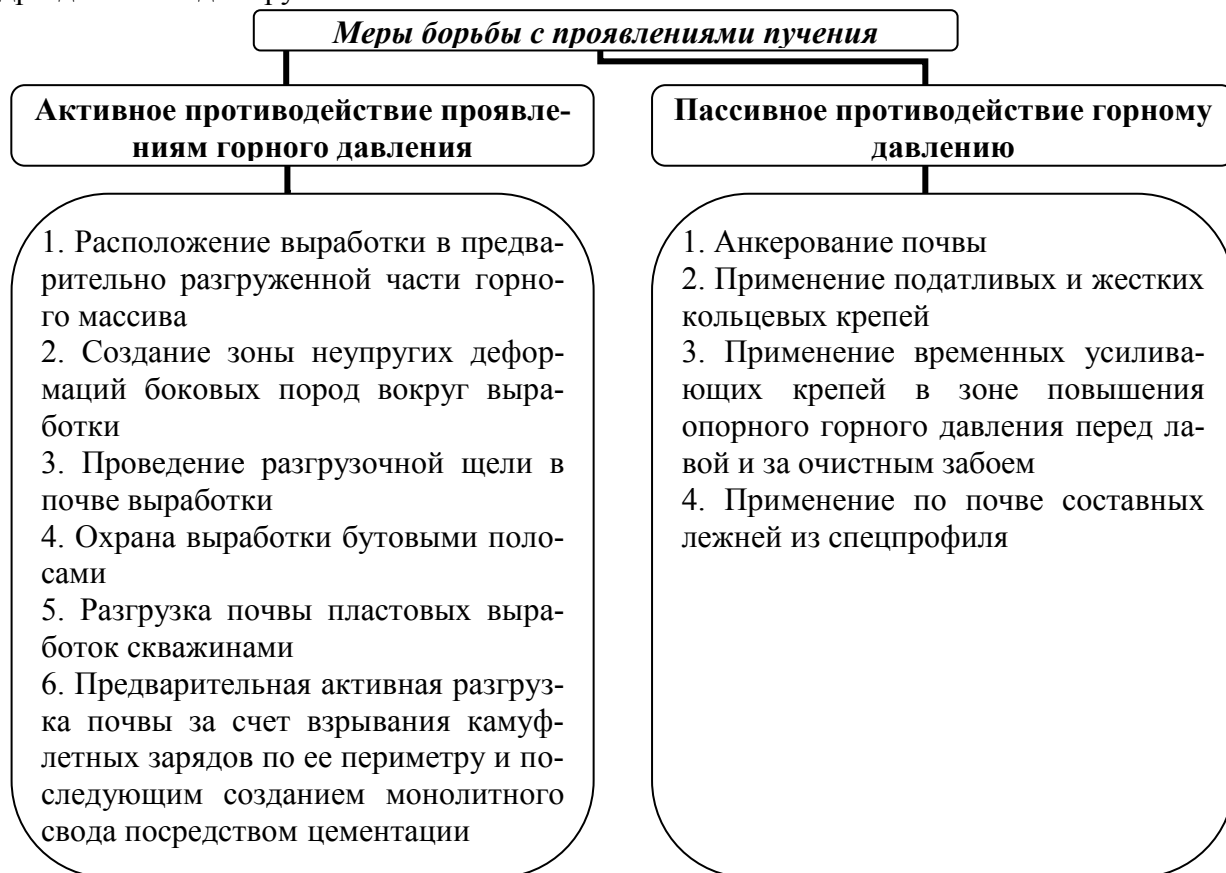 Меры борьбы с проявлениями пучения
Активное противодействие проявле-
ниям горного давления
1. Расположение выработки в предва-
рительно разгруженной части горно-
го массива
2. Создание зоны неупругих дефор-
маций боковых пород вокруг выра-
ботки
3. Проведение разгрузочной щели в
почве выработки
4. Охрана выработки бутовыми поло-
сами
5. Разгрузка почвы пластовых выра-
боток скважинами
6. Предварительная активная разгруз-
ка почвы за счет взрывания камуф-
летных зарядов по ее периметру и по-
следующим созданием монолитного
свода посредством цементации
Пассивное противодействие горному
давлению
1. Анкерование почвы
2. Применение податливых и жестких
кольцевых крепей
3. Применение временных усилива-
ющих крепей в зоне повышения
опорного горного давления перед ла-
вой и за очистным забоем
4. Применение по почве составных
лежней из спецпрофиля